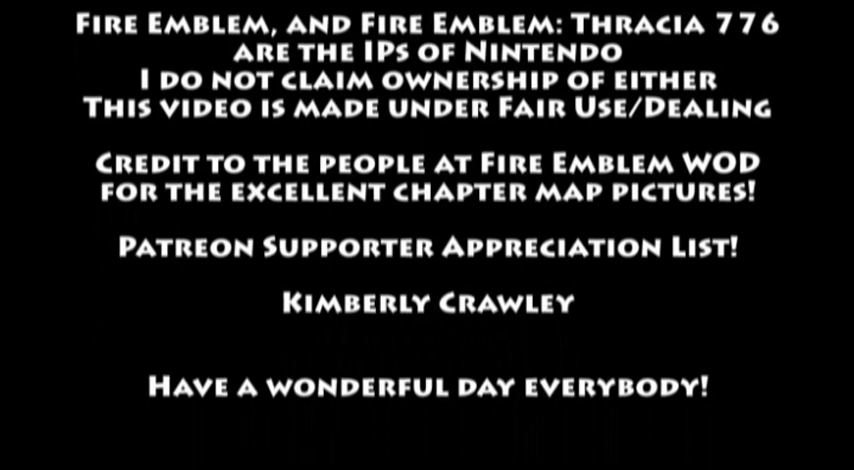 Fire Emblem, and Fire Emblem: Thracia 776
are the IPs of Nintendo
I do not claim ownership of either
This video is made under Fair Use/Dealing
Credit to the people at Fire Emblem WOD
for the excellent chapter map pictures!
Patreon Supporter Appreciation List!
Kimberly Crawley
Have a wonderful day everybody!